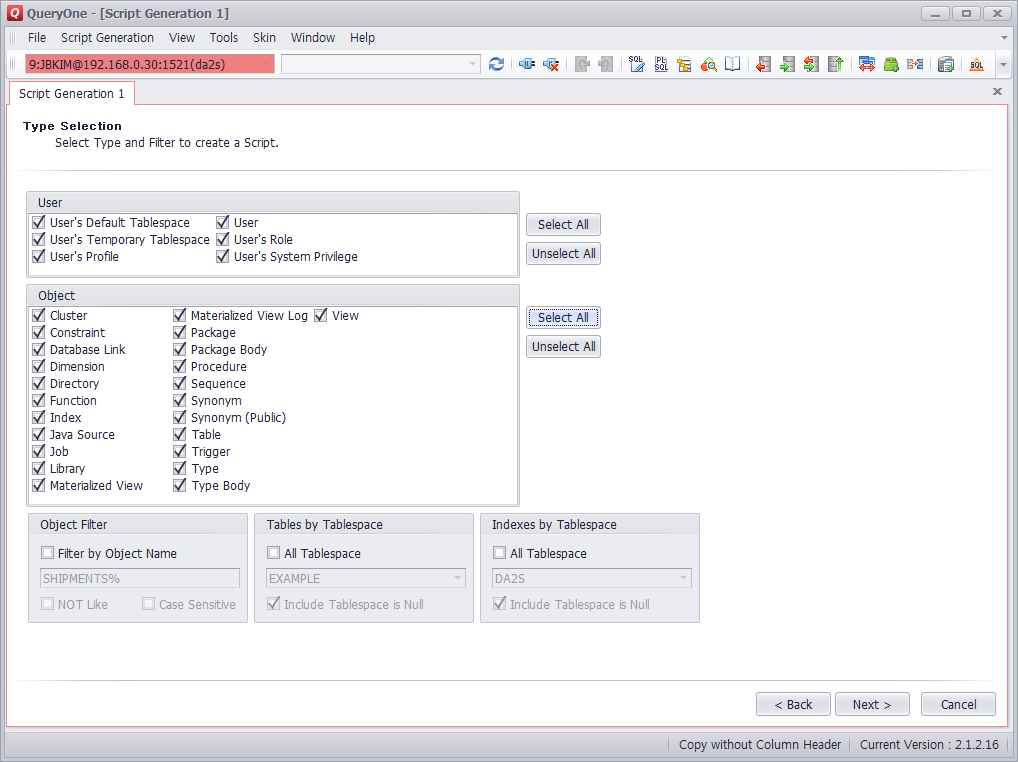 QueryOne - [Script Generation 1]
File Script Generation View Tools Skin Window Help
9:JBKIM@192.168.0.30:1521(da2s)
Script Generation 1
Type Selection
Select Type and Filter to create a Script.
User
User's Default Tablespace User
User's Temporary Tablespace User's Role
User's Profile User's System Privilege
Select All
Unselect All
Object
Cluster Materialized View Log View
Constraint Package
Database Link Package Body
Dimension Procedure
Directory Sequence
Function Synonym
Index Synonym (Public)
Java Source Table
Job Trigger
Library Type
Materialized View Type Body
Select All
Unselect All
Object Filter
Filter by Object Name
SHIPMENTS%
NOT Like Case Sensitive
Tables by Tablespace
All Tablespace
EXAMPLE
Include Tablespace is Null
Indexes by Tablespace
All Tablespace
DA2S
Include Tablespace is Null
< Back Next > Cancel
Copy without Column Header Current Version : 2.1.2.16